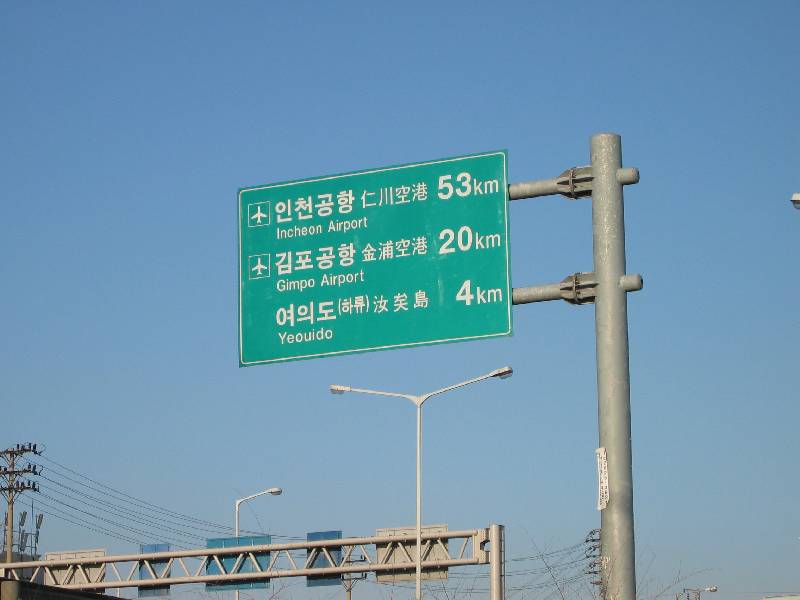 인천공항 仁川空港 53km
Incheon Airport
김포공항 金浦空港 20km
Gimpo Airport
여의도(하류) 汝矣島 4km
Yeouido